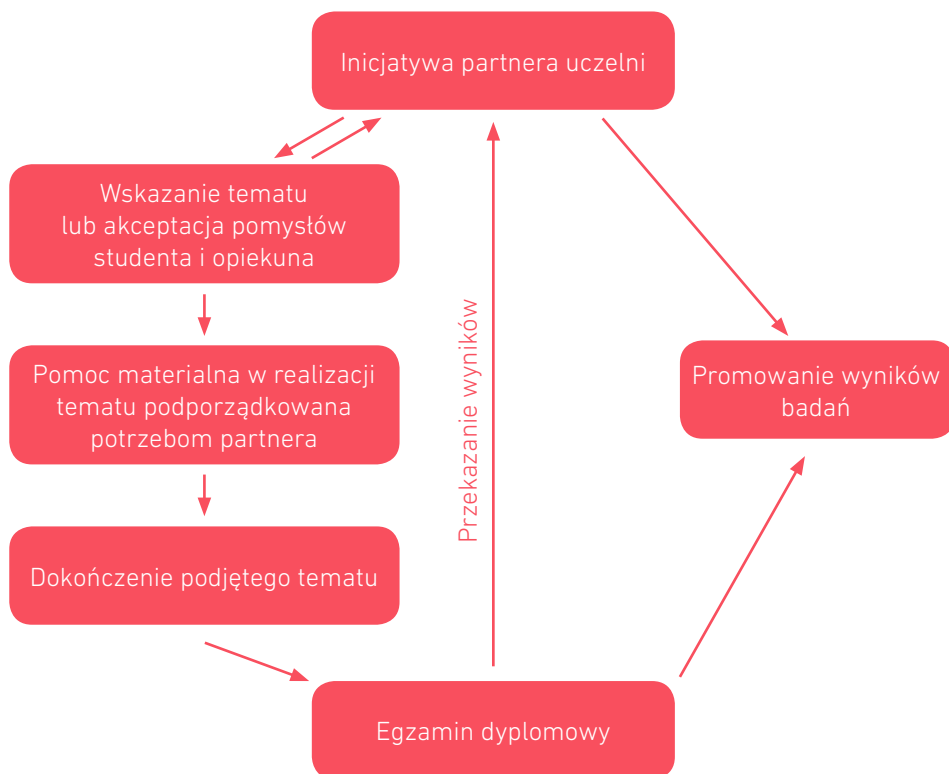 Inicjatywa partnera uczelni
Wskazanie tematu
lub akceptacja pomysłów
studenta i opiekuna
Pomoc materialna w realizacji
tematu podporządkowana
potrzebom partnera
Dokończenie podjętego tematu
Przekazanie wyników
Promowanie wyników
badań
Egzamin dyplomowy